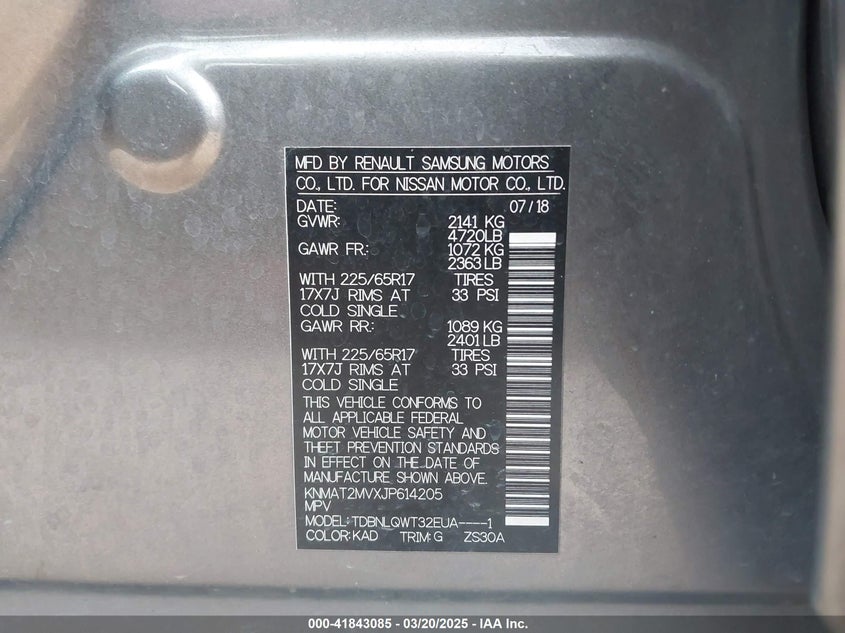 MFD BY RENAULT SAMSUNG MOTORS
CO., LTD. FOR NISSAN MOTOR CO., LTD.
DATE: 07/18
GVWR: 2141 KG
4720LB
GAWR FR.: 1072 KG
2363LB
WITH 225/65R17 TIRES
17X7J RIMS AT 33 PSI
COLD SINGLE
GAWR RR.: 1089 KG
2401LB
WITH 225/65R17 TIRES
17X7J RIMS AT 33 PSI
COLD SINGLE
THIS VEHICLE CONFORMS TO
ALL APPLICABLE FEDERAL
MOTOR VEHICLE SAFETY AND
THEFT PREVENTION STANDARDS
IN EFFECT ON THE DATE OF
MANUFACTURE SHOWN ABOVE.
KNMAT2MVXJP614205
MPV
MODEL:TDBNLQWT32EUA----1
COLOR:KAD TRIM:G ZS30A
000-41843085 - 03/20/2025 - IAA Inc.